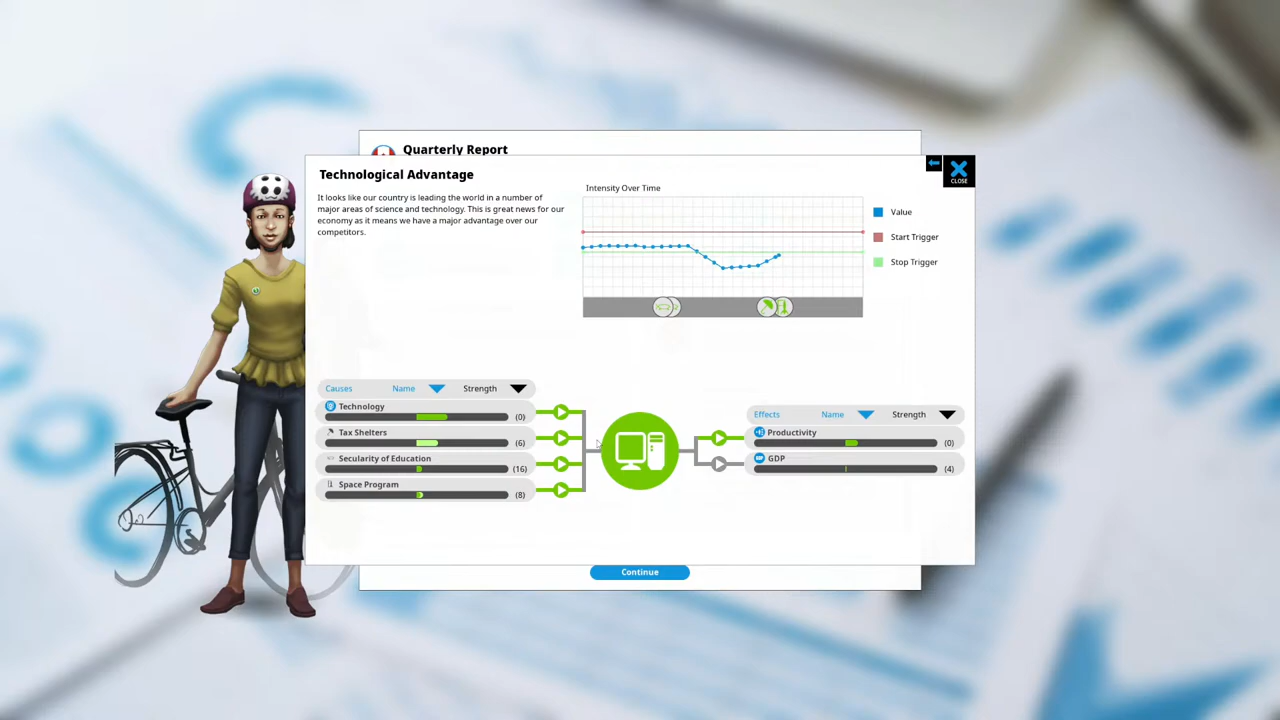 Quarterly Report
Technological Advantage
CLOSE
It looks like our country is leading the world in a number of
major areas of science and technology. This is great news for our
economy as it means we have a major advantage over our
competitors.
Intensity Over Time
Value
Start Trigger
Stop Trigger
Causes Name Strength
Technology
(0)
Tax Shelters
(6)
Secularity of Education
(16)
Space Program
(8)
Effects Name Strength
Productivity
(0)
GDP
(4)
Continue